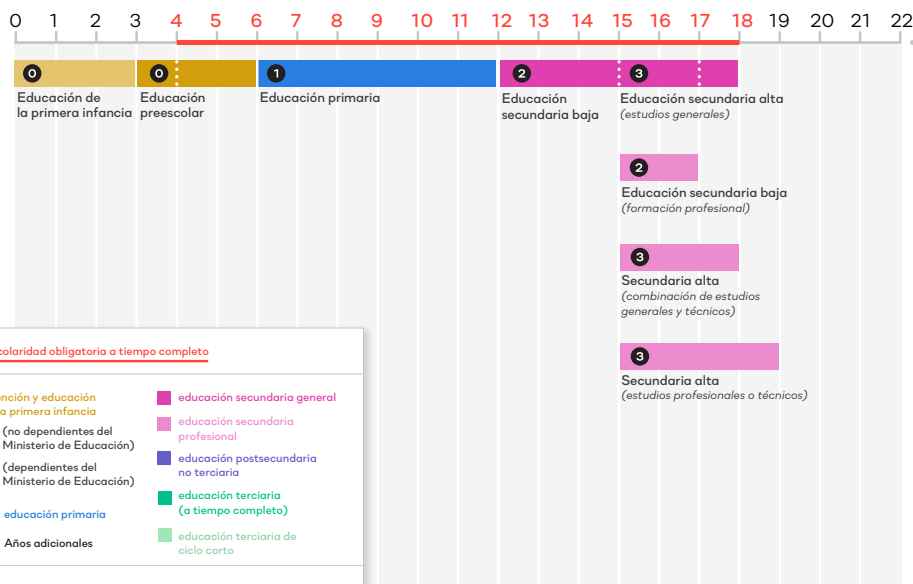 0 1 2 3 4 5 6 7 8 9 10 11 12 13 14 15 16 17 18 19 20 21 22
0 0 1 2 3
Educación de
la primera infancia
Educación
preescolar
Educación primaria
Educación
secundaria baja
Educación secundaria alta
(estudios generales)
2
Educación secundaria baja
(formación profesional)
3
Secundaria alta
(combinación de estudios
generales y técnicos)
3
Secundaria alta
(estudios profesionales o técnicos)
colaridad obligatoria a tiempo completo
nción y educación
a primera infancia
(no dependientes del
Ministerio de Educación)
(dependientes del
Ministerio de Educación)
educación primaria
Años adicionales
educación secundaria general
educación secundaria
profesional
educación postsecundaria
no terciaria
educación terciaria
(a tiempo completo)
educación terciaria de
ciclo corto